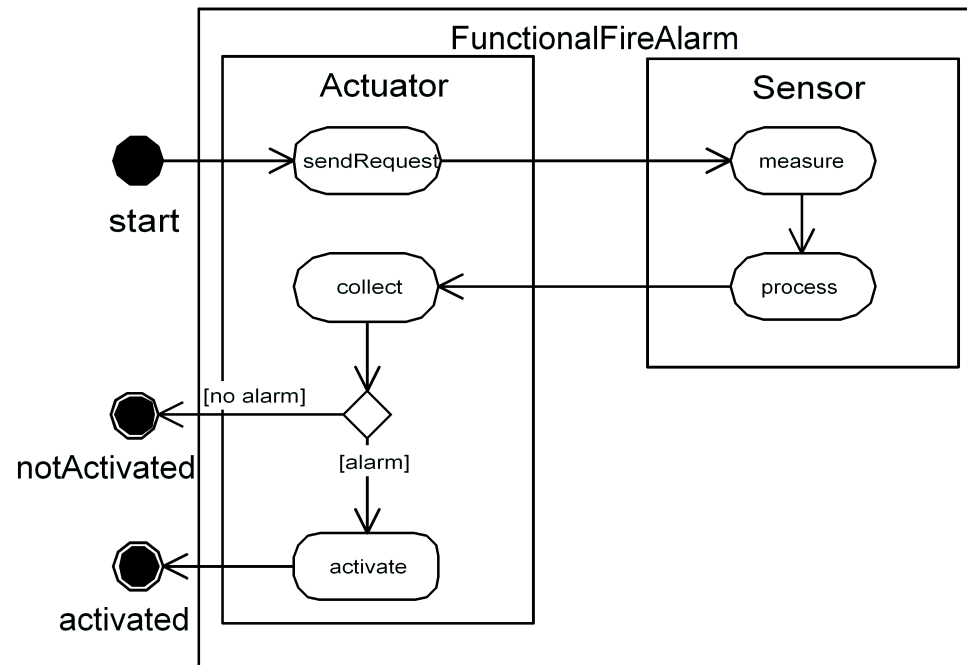 FunctionalFireAlarm
Actuator
Sensor
sendRequest
measure
start
collect
process
[no alarm]
notActivated
[alarm]
activate
activated